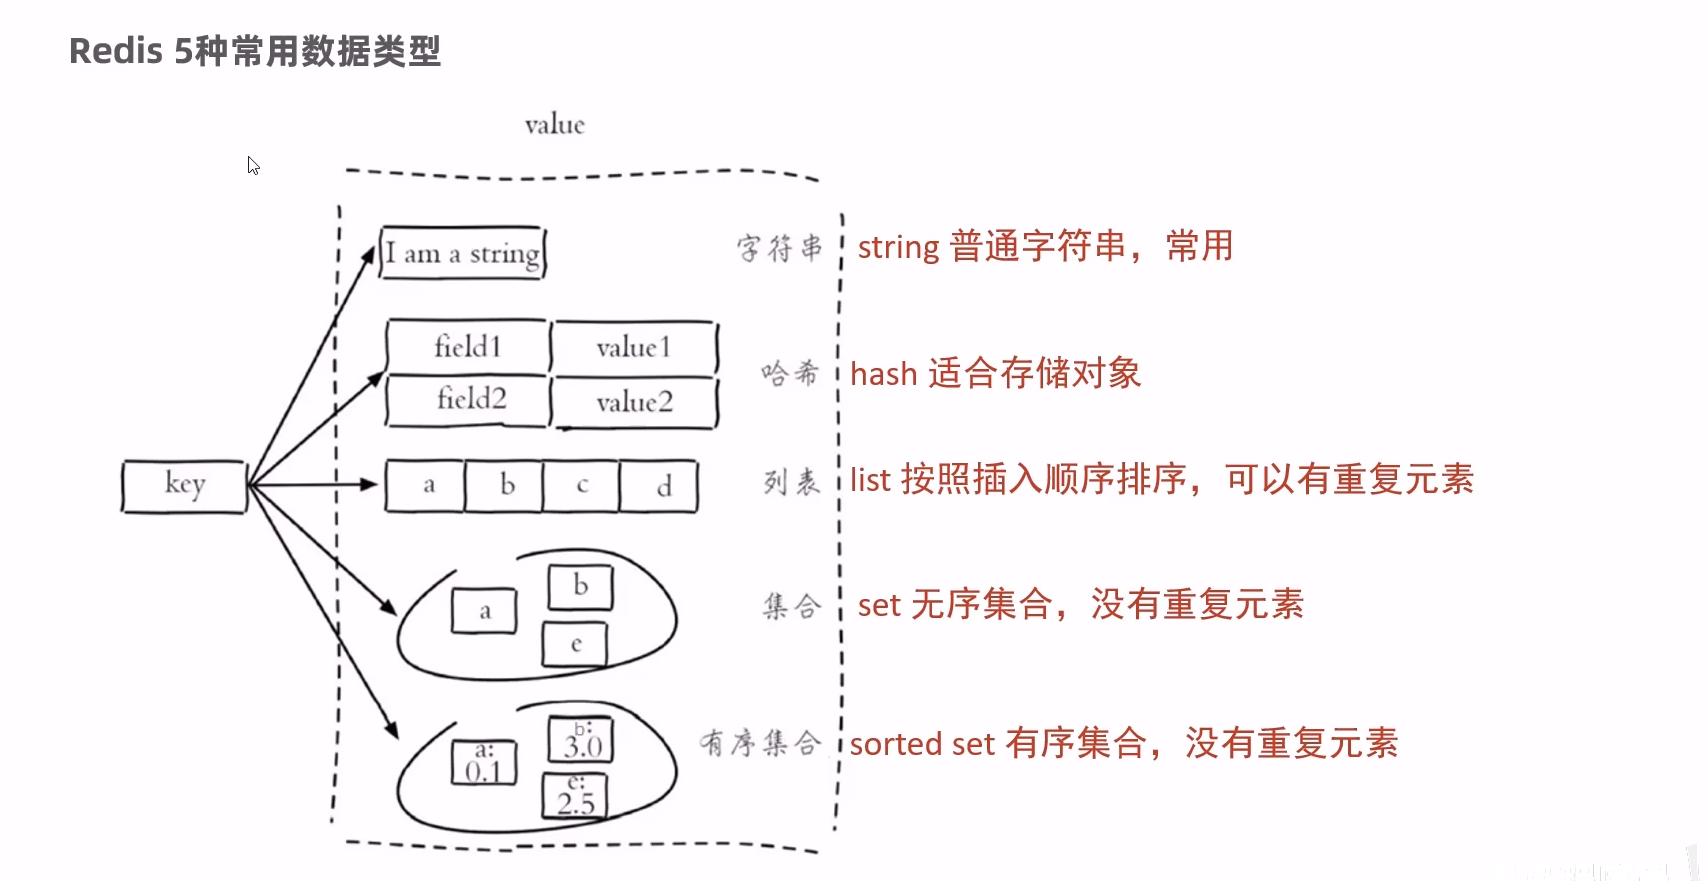 Redis 5种常用数据类型
value
I am a string
字符串
string 普通字符串，常用
field1 value1
field2 value2
哈希
hash 适合存储对象
key
a b c d
列表
list 按照插入顺序排序，可以有重复元素
a
b
e
集合
set 无序集合，没有重复元素
a:
0.1
b:
3.0
e:
2.5
有序集合
sorted set 有序集合，没有重复元素